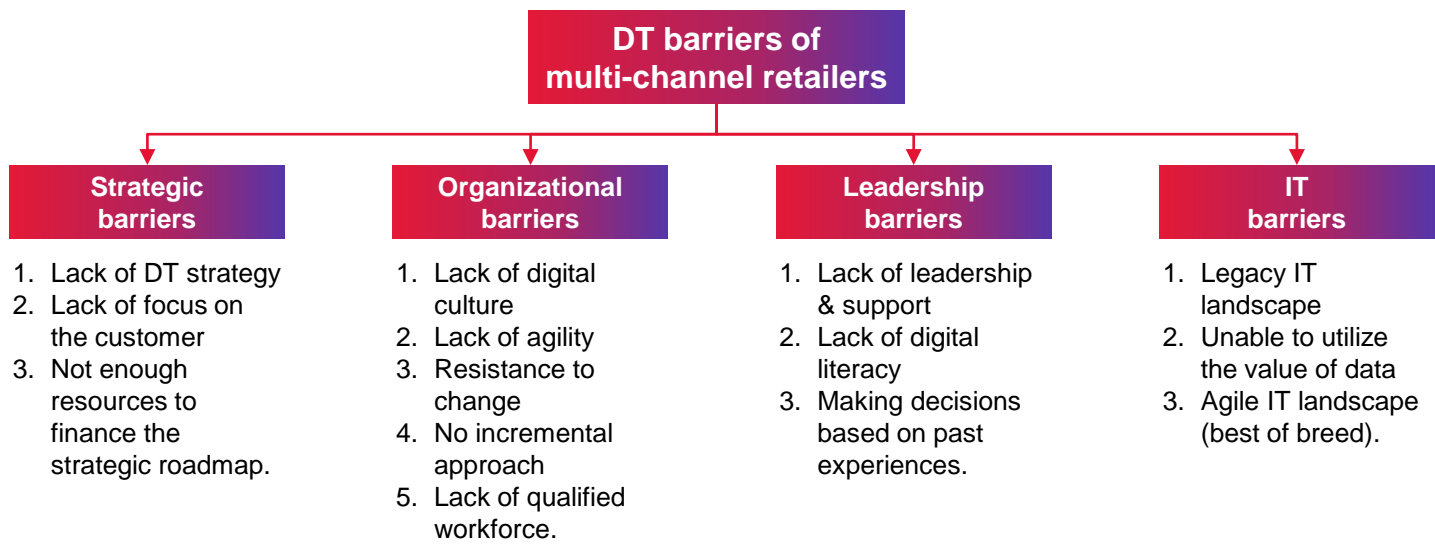 DT barriers of
multi-channel retailers
Strategic
barriers
1. Lack of DT strategy
2. Lack of focus on
the customer
3. Not enough
resources to
finance the
strategic roadmap.
Organizational
barriers
1. Lack of digital
culture
2. Lack of agility
3. Resistance to
change
4. No incremental
approach
5. Lack of qualified
workforce.
Leadership
barriers
1. Lack of leadership
& support
2. Lack of digital
literacy
3. Making decisions
based on past
experiences.
IT
barriers
1. Legacy IT
landscape
2. Unable to utilize
the value of data
3. Agile IT landscape
(best of breed).